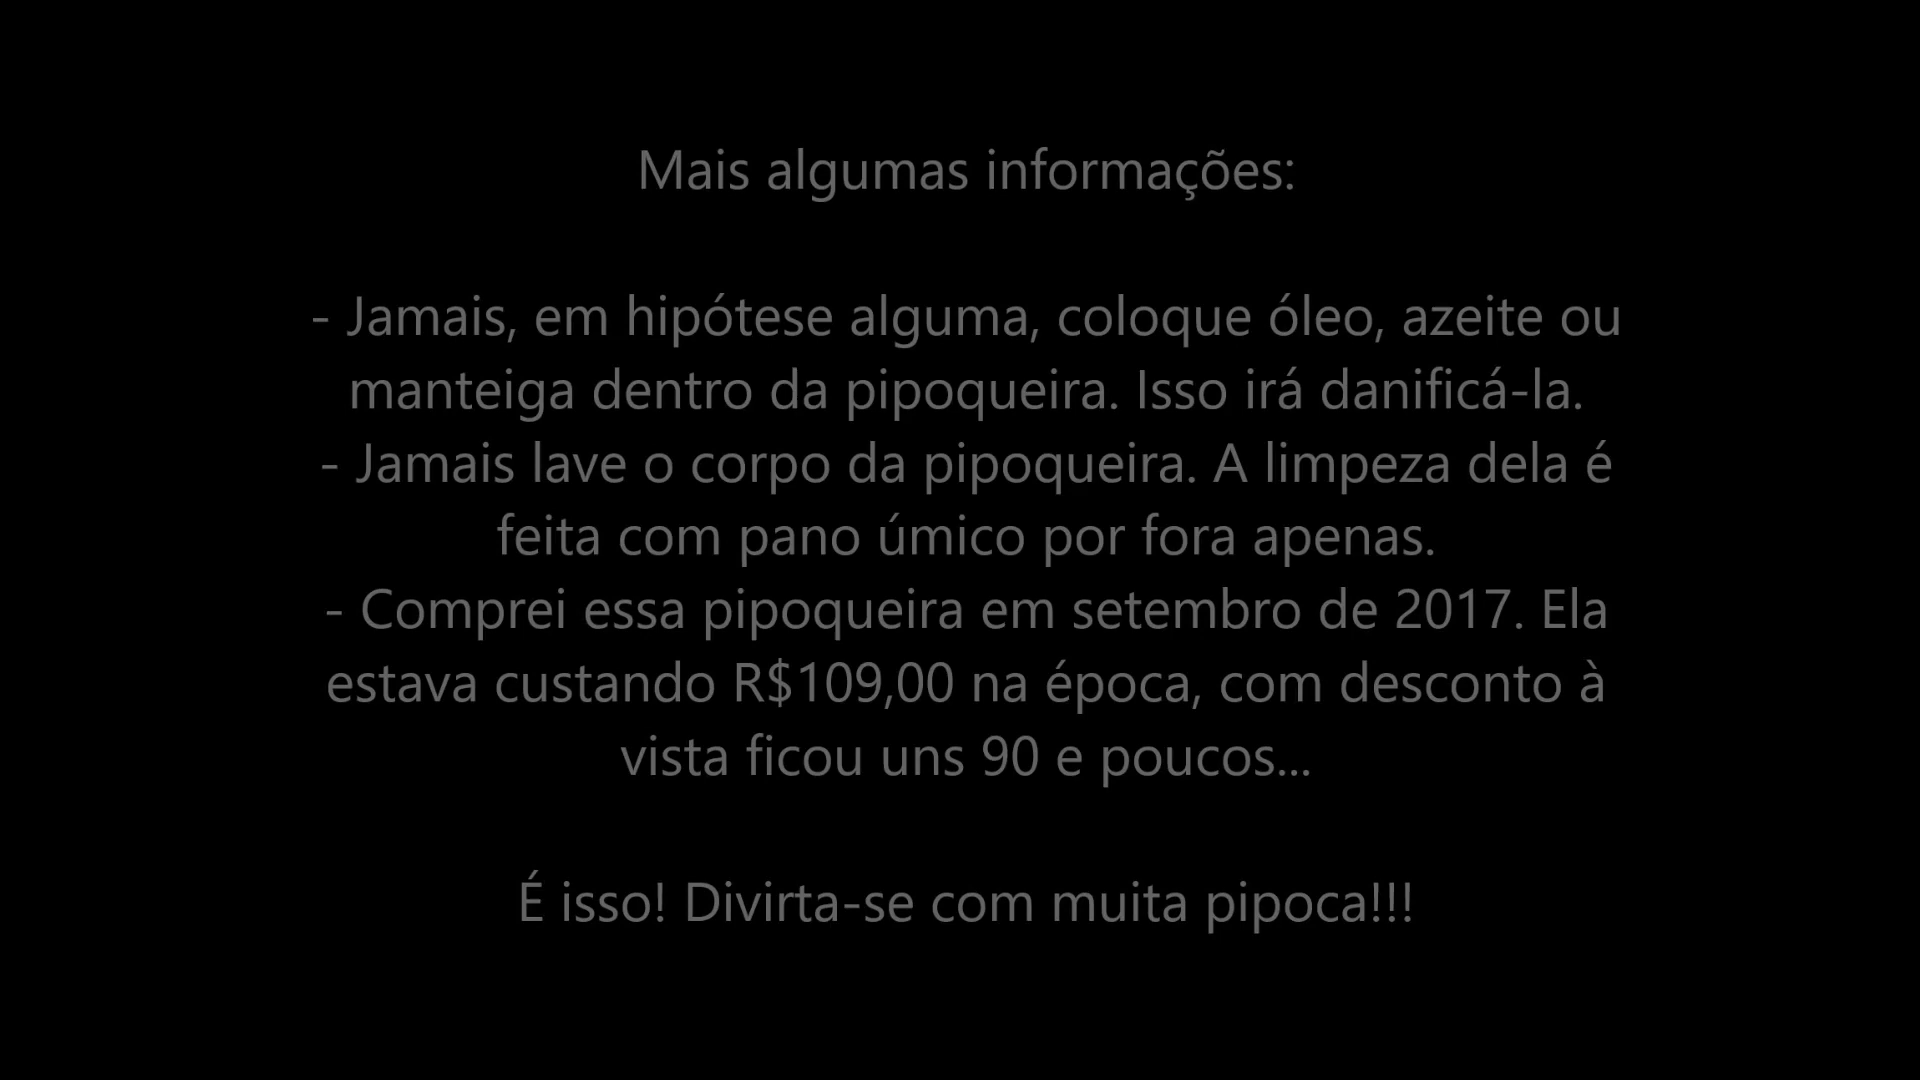 Mais algumas informações:
- Jamais, em hipótese alguma, coloque óleo, azeite ou
manteiga dentro da pipoqueira. Isso irá danificá-la.
- Jamais lave o corpo da pipoqueira. A limpeza dela é
feita com pano úmico por fora apenas.
- Comprei essa pipoqueira em setembro de 2017. Ela
estava custando R$109,00 na época, com desconto à
vista ficou uns 90 e poucos...
É isso! Divirta-se com muita pipoca!!!